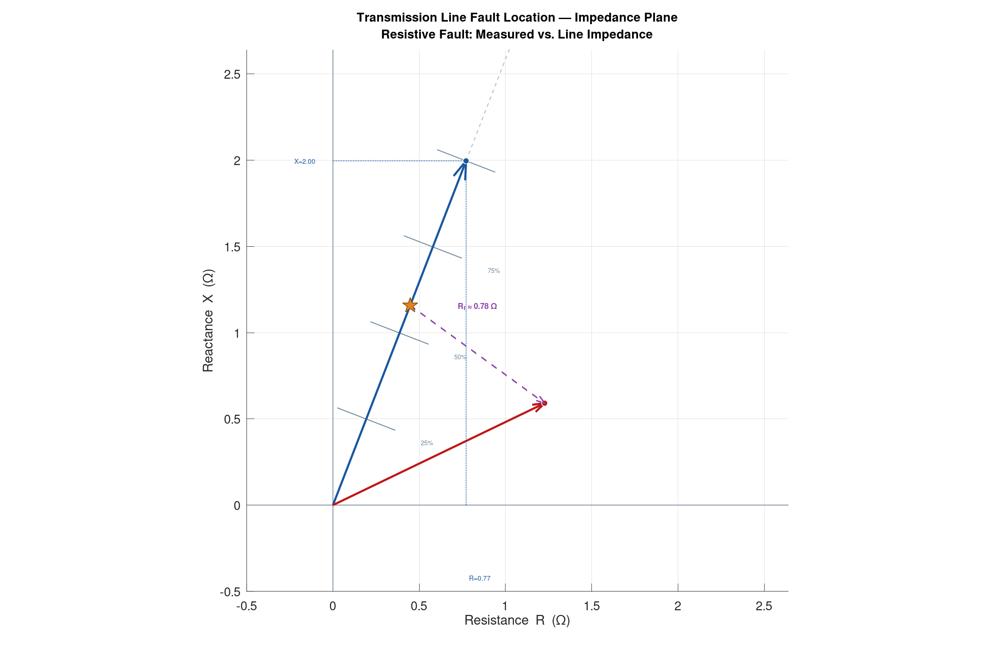 Transmission Line Fault Location — Impedance Plane
Resistive Fault: Measured vs. Line Impedance
2.5
2
1.5
1
0.5
0
-0.5
Reactance X (Ω)
X=2.00
75%
Rf ≈ 0.78 Ω
50%
25%
R=0.77
-0.5
0
0.5
1
1.5
2
2.5
Resistance R (Ω)